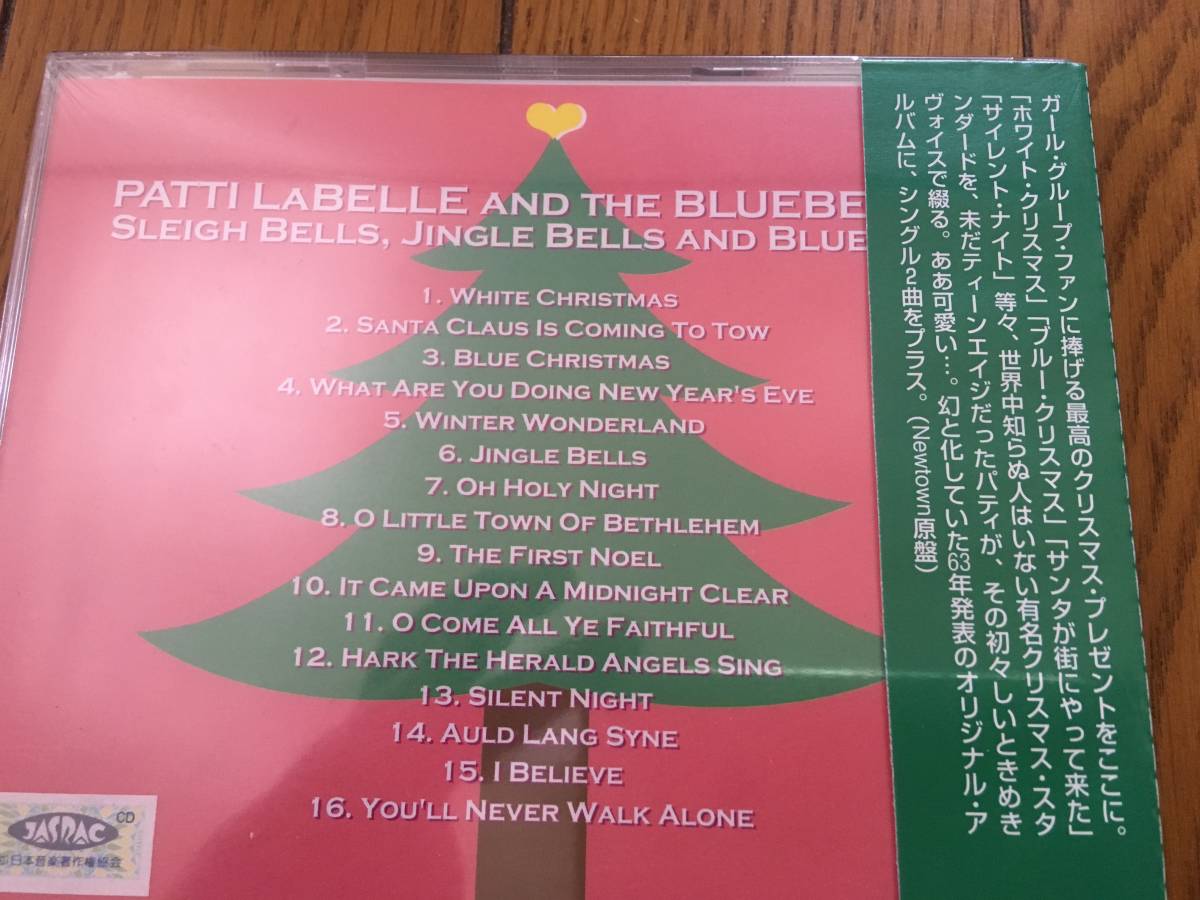 PATTI LABELLE AND THE BLUEBE
SLEIGH BELLS, JINGLE BELLS AND BLUE
1. WHITE CHRISTMAS
2. SANTA CLAUS IS COMING TO TOW
3. BLUE CHRISTMAS
4. WHAT ARE YOU DOING NEW YEAR'S EVE
5. WINTER WONDERLAND
6. JINGLE BELLS
7. OH HOLY NIGHT
8. O LITTLE TOWN OF BETHLEHEM
9. THE FIRST NOEL
10. IT CAME UPON A MIDNIGHT CLEAR
11. O COME ALL YE FAITHFUL
12. HARK THE HERALD ANGELS SING
13. SILENT NIGHT
14. AULD LANG SYNE
15. I BELIEVE
16. YOU'LL NEVER WALK ALONE
ガール・グループ・ファンに捧げる最高のクリスマス・プレゼントをここに。
「ホワイト・クリスマス」「ブルー・クリスマス」「サンタが街にやって来た」
「サイレント・ナイト」等々、世界中知らぬ人はいない有名クリスマス・スタ
ンダードを、未だティーンエイジだったパティが、その初々しいときめき
ヴォイスで綴る。ああ可愛い…。幻と化していた63年発表のオリジナル・ア
ルバムに、シングル2曲をプラス。(Newtown原盤)
JASRAC
CD
日本音楽著作権協会